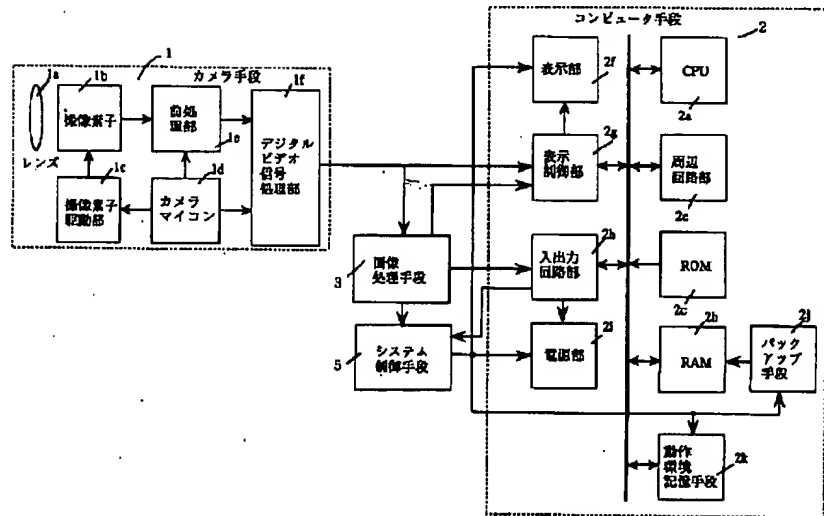 コンピュータ手段
2
1
カメラ手段
1a
1b
1f
撮像素子
前処
理部
1e
レンズ
1c
1d
撮像素子
駆動部
カメラ
マイコン
デジタル
ビデオ
信号
処理部
3
画像
処理手段
5
システム
制御手段
表示部
2f
表示
制御部
2g
入出力
回路部
2h
電源部
2i
CPU
2a
周辺
回路部
2e
ROM
2c
RAM
2b
バック
アップ
手段
2j
動作
環境
記憶手段
2k